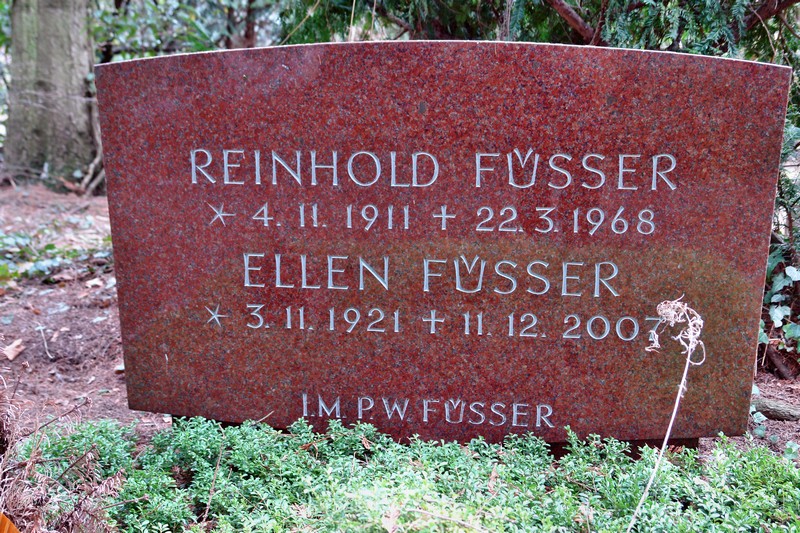 REINHOLD FÜSSER
* 4. 11. 1911 + 22. 3. 1968
ELLEN FÜSSER
* 3. 11. 1921 + 11. 12. 2007
I.M. P.W. FÜSSER